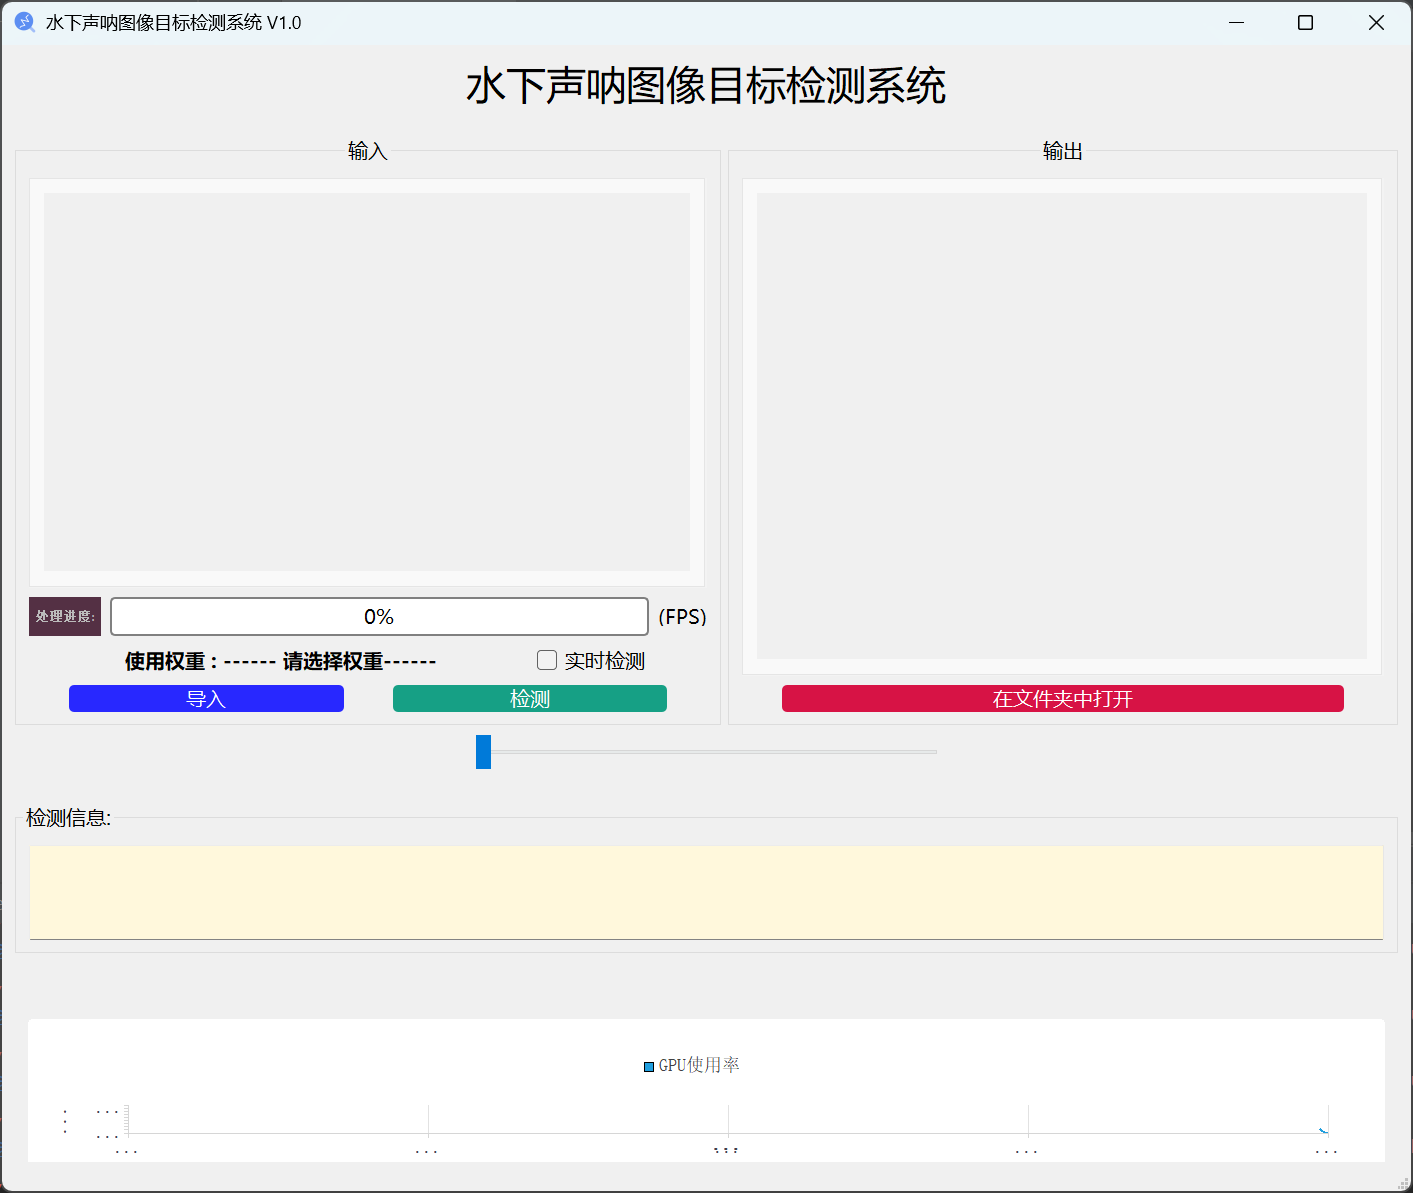 水下声呐图像目标检测系统 V1.0
水下声呐图像目标检测系统
输入
输出
处理进度:
0%
(FPS)
使用权重 : ------ 请选择权重------
实时检测
导入
检测
在文件夹中打开
检测信息:
GPU使用率
... 
...
... ... ... ... ...